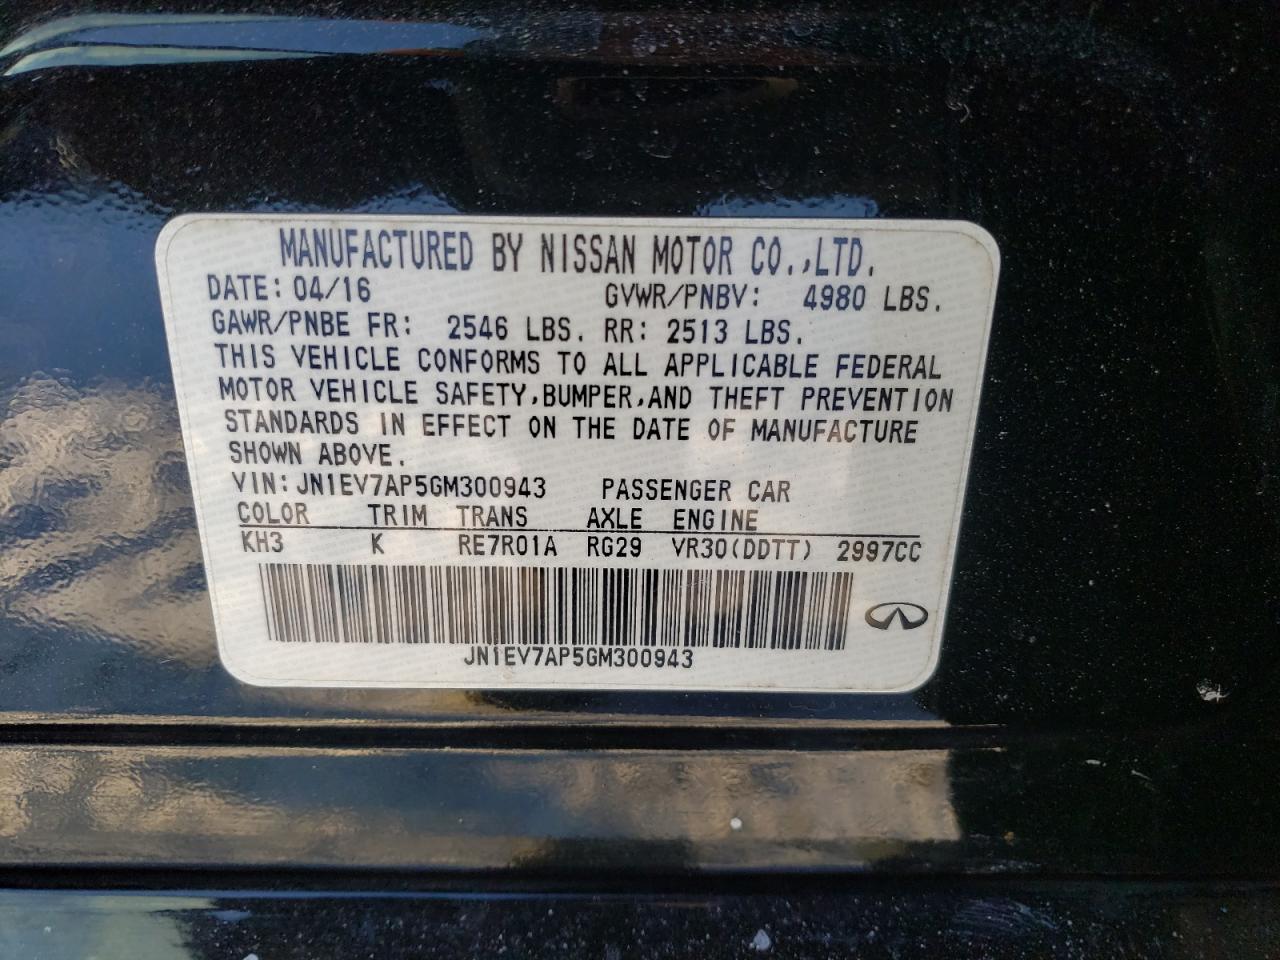 MANUFACTURED BY NISSAN MOTOR CO.,LTD.
DATE: 04/16 GVWR/PNBV: 4980 LBS.
GAWR/PNBE FR: 2546 LBS. RR: 2513 LBS.
THIS VEHICLE CONFORMS TO ALL APPLICABLE FEDERAL
MOTOR VEHICLE SAFETY,BUMPER,AND THEFT PREVENTION
STANDARDS IN EFFECT ON THE DATE OF MANUFACTURE
SHOWN ABOVE.
VIN:JN1EV7AP5GM300943 PASSENGER CAR
COLOR TRIM TRANS AXLE ENGINE
KH3 K RE7R01A RG29 VR30(DDTT) 2997CC
JN1EV7AP5GM300943